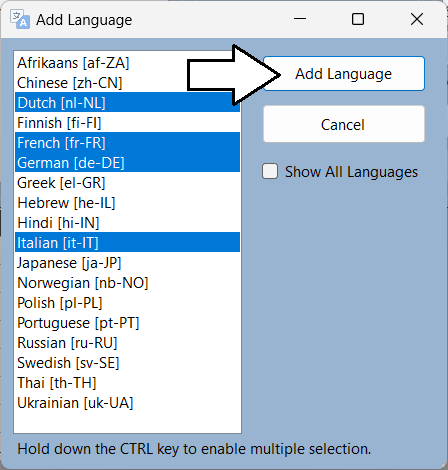 Add Language
Afrikaans [af-ZA]
Chinese [zh-CN]
Dutch [nl-NL]
Finnish [fi-FI]
French [fr-FR]
German [de-DE]
Greek [el-GR]
Hebrew [he-IL]
Hindi [hi-IN]
Italian [it-IT]
Japanese [ja-JP]
Norwegian [nb-NO]
Polish [pl-PL]
Portuguese [pt-PT]
Russian [ru-RU]
Swedish [sv-SE]
Thai [th-TH]
Ukrainian [uk-UA]
Add Language
Cancel
Show All Languages
Hold down the CTRL key to enable multiple selection.